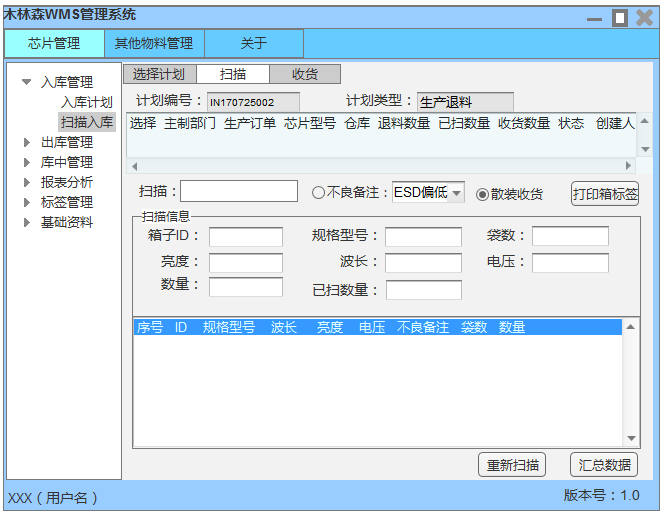 木林森WMS管理系统
芯片管理 其他物料管理 关于
入库管理
入库计划
扫描入库
出库管理
库中管理
报表分析
标签管理
基础资料
选择计划 扫描 收货
计划编号： IN170725002 计划类型： 生产退料
选择 主制部门 生产订单 芯片型号 仓库 退料数量 已扫数量 收货数量 状态 创建人
扫描： 不良备注： ESD偏低 散装收货 打印箱标签
扫描信息
箱子ID： 规格型号： 袋数：
亮度： 波长： 电压：
数量： 已扫数量：
序号 ID 规格型号 波长 亮度 电压 不良备注 袋数 数量
重新扫描 汇总数据
XXX（用户名） 版本号：1.0